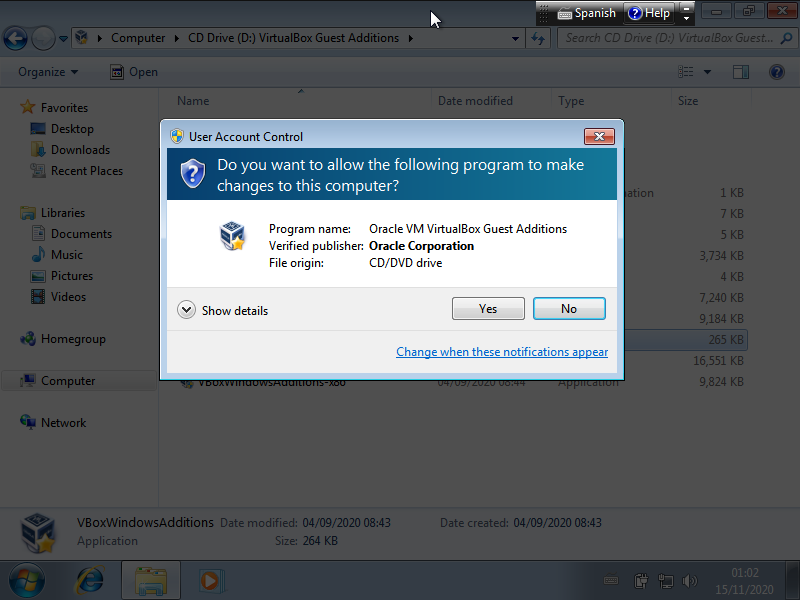 Spanish
Help
Computer
CD Drive (D:) VirtualBox Guest Additions
Search CD Drive (D:) VirtualBox Guest...
Organize
Open
Name
Date modified
Type
Size
Favorites
Desktop
Downloads
Recent Places
Libraries
Documents
Music
Pictures
Videos
Homegroup
Computer
Network
User Account Control
Do you want to allow the following program to make
changes to this computer?
Program name: Oracle VM VirtualBox Guest Additions
Verified publisher: Oracle Corporation
File origin: CD/DVD drive
Show details
Yes
No
Change when these notifications appear
1 KB
7 KB
5 KB
3,734 KB
4 KB
7,240 KB
9,184 KB
265 KB
16,551 KB
VBoxWindowsAdditions-x86 04/09/2020 08:44 Application 9,824 KB
VBoxWindowsAdditions Date modified: 04/09/2020 08:43 Date created: 04/09/2020 08:43
Application Size: 264 KB
01:02
15/11/2020